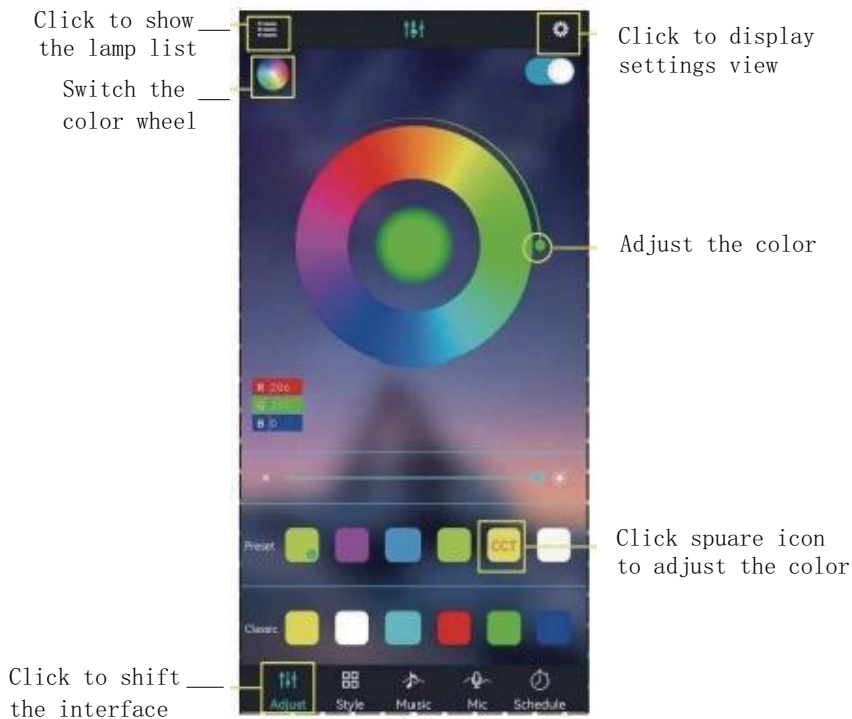 Click to show
the lamp list
Switch the
color wheel
Click to display
settings view
Adjust the color
R 206
G
B 0
Preset
CCT
Click spuare icon
to adjust the color
Classic
Click to shift
the interface
Adjust
Style
Music
Mic
Schedule